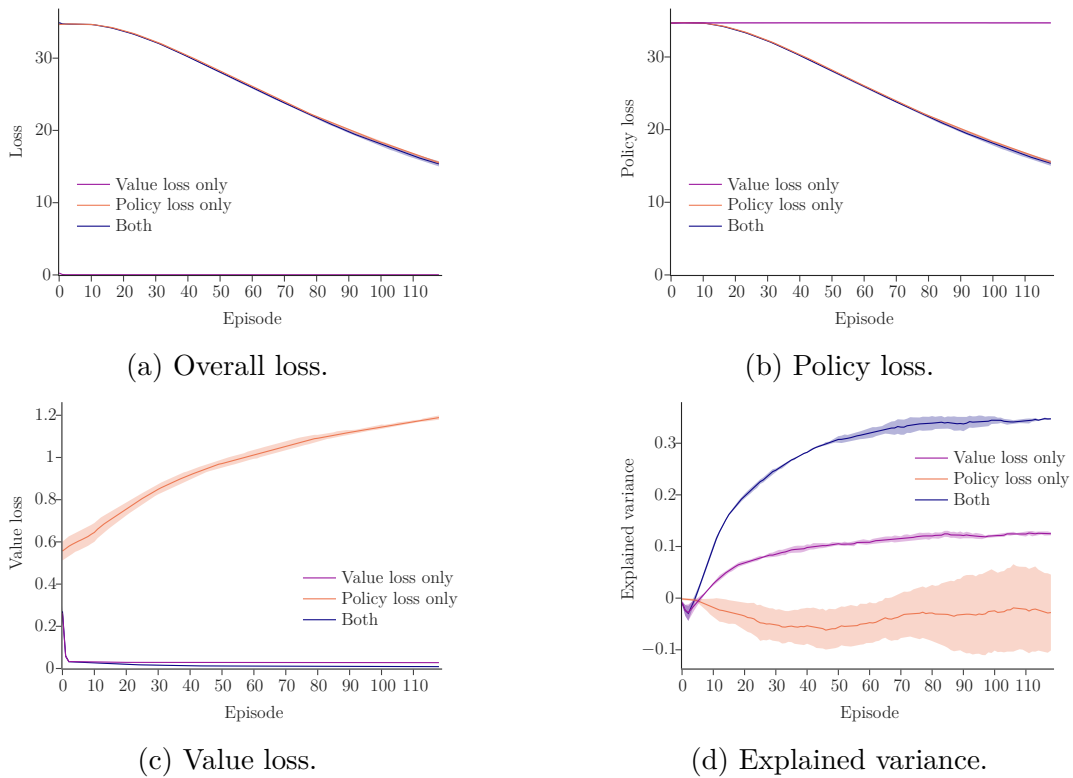 Loss
30
20
10
0
Value loss only
Policy loss only
Both
0 10 20 30 40 50 60 70 80 90 100 110
Episode
(a) Overall loss.
Policy loss
30
20
10
0
Value loss only
Policy loss only
Both
0 10 20 30 40 50 60 70 80 90 100 110
Episode
(b) Policy loss.
Value loss
1.2
1
0.8
0.6
0.4
0.2
0
Value loss only
Policy loss only
Both
0 10 20 30 40 50 60 70 80 90 100 110
Episode
(c) Value loss.
Explained variance
0.3
0.2
0.1
0
−0.1
Value loss only
Policy loss only
Both
0 10 20 30 40 50 60 70 80 90 100 110
Episode
(d) Explained variance.